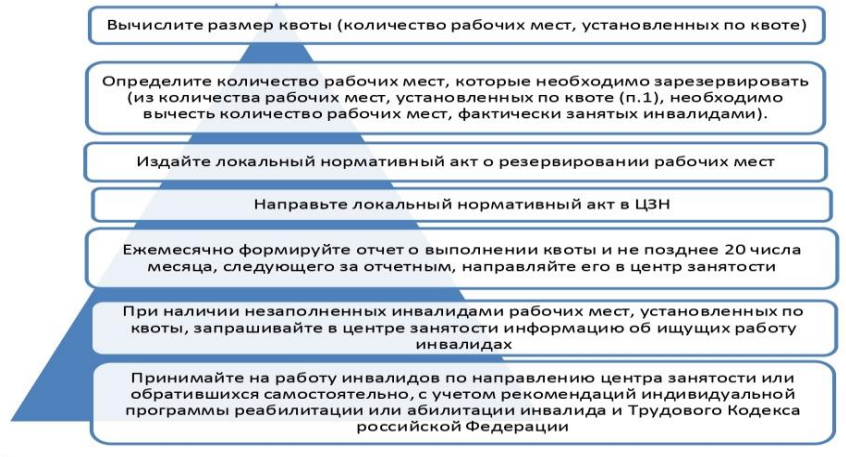 Вычислите размер квоты (количество рабочих мест, установленных по квоте)
Определите количество рабочих мест, которые необходимо зарезервировать
(из количества рабочих мест, установленных по квоте (п.1), необходимо
вычесть количество рабочих мест, фактически занятых инвалидами).
Издайте локальный нормативный акт о резервировании рабочих мест
Направьте локальный нормативный акт в ЦЗН
Ежемесячно формируйте отчет о выполнении квоты и не позднее 20 числа
месяца, следующего за отчетным, направляйте его в центр занятости
При наличии незаполненных инвалидами рабочих мест, установленных по
квоты, запрашивайте в центре занятости информацию об ищущих работу
инвалидах
Принимайте на работу инвалидов по направлению центра занятости или
обратившихся самостоятельно, с учетом рекомендаций индивидуальной
программы реабилитации или абилитации инвалида и Трудового Кодекса
российской Федерации